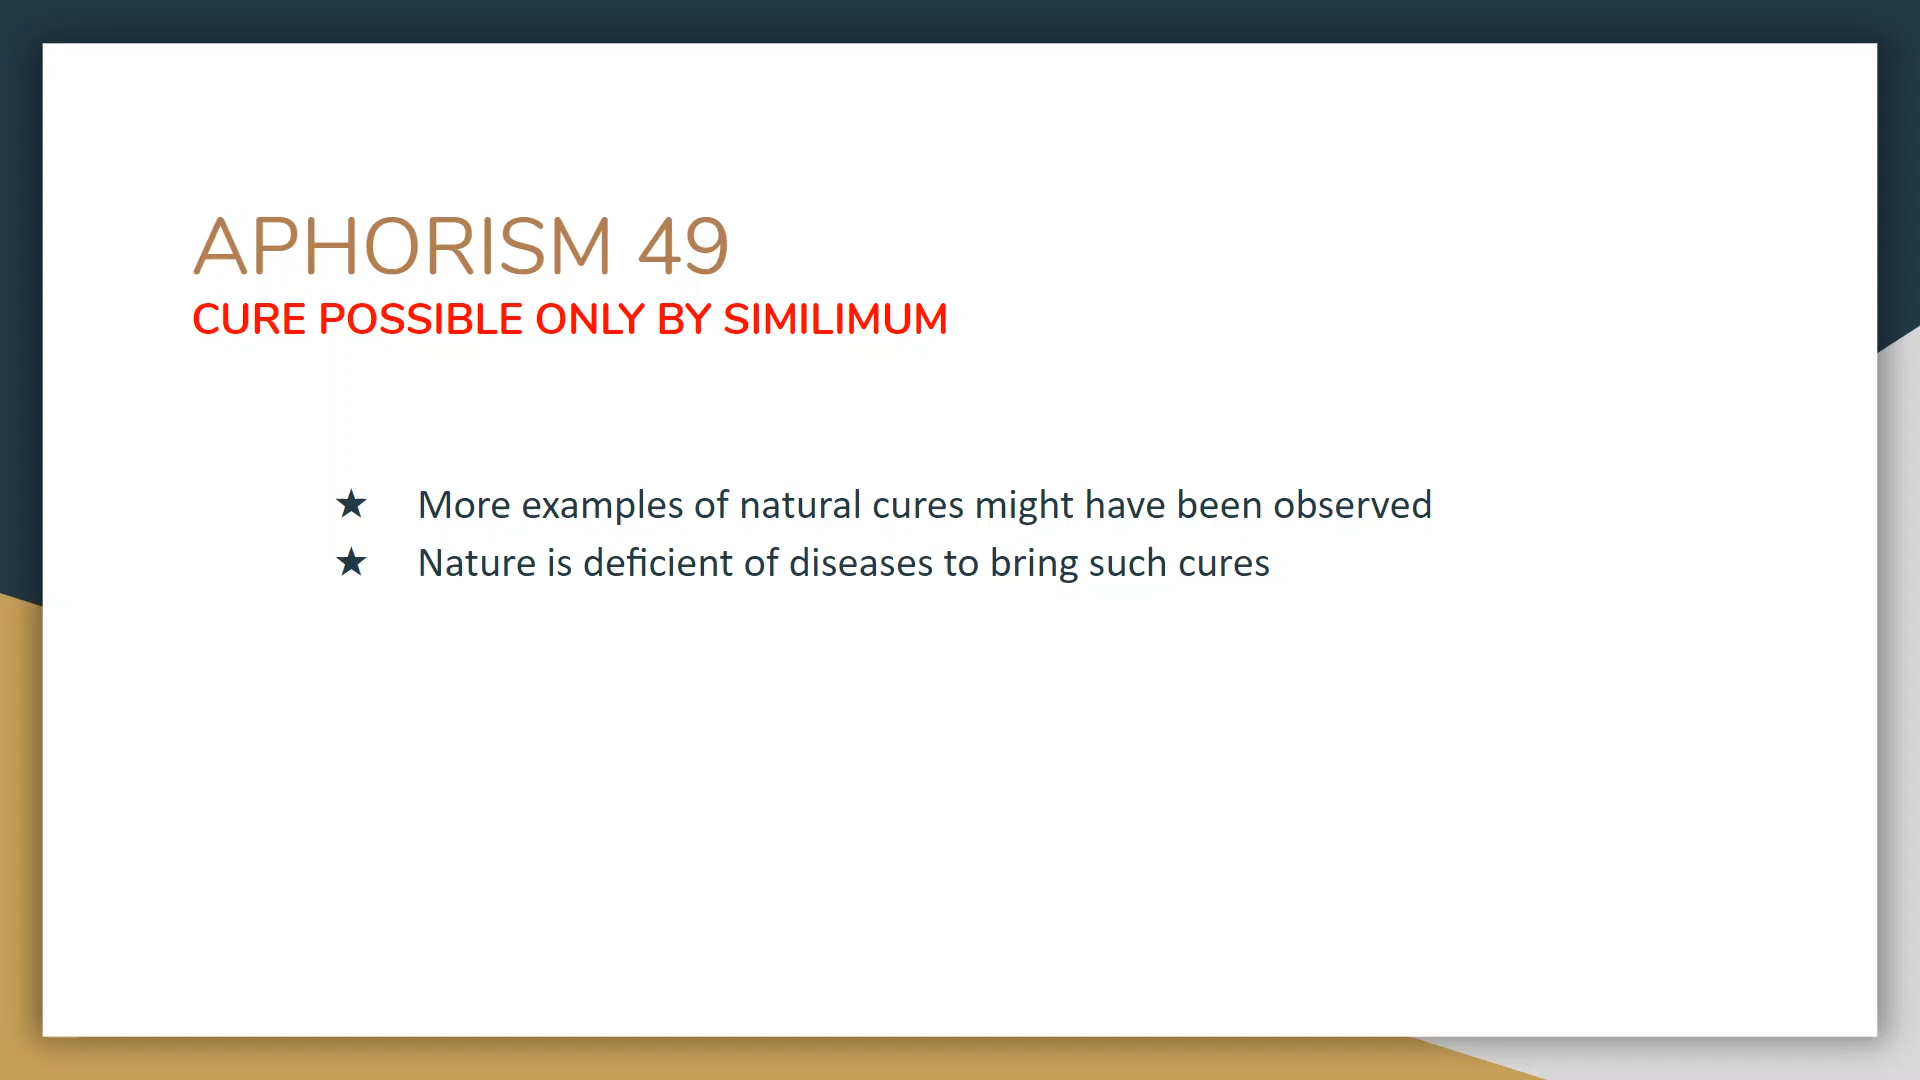 APHORISM 49
CURE POSSIBLE ONLY BY SIMILIMUM
★ More examples of natural cures might have been observed
★ Nature is deficient of diseases to bring such cures